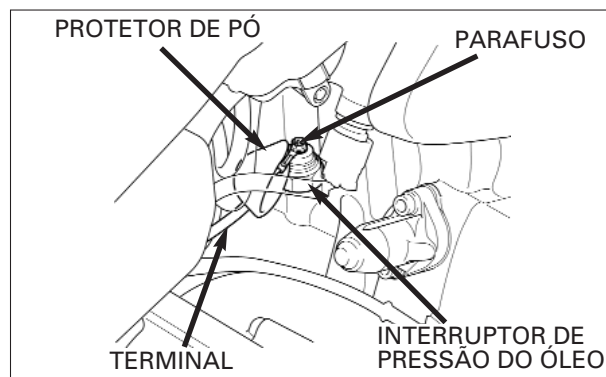 PROTETOR DE PÓ
PARAFUSO
TERMINAL
INTERRUPTOR DE
PRESSÃO DO ÓLEO